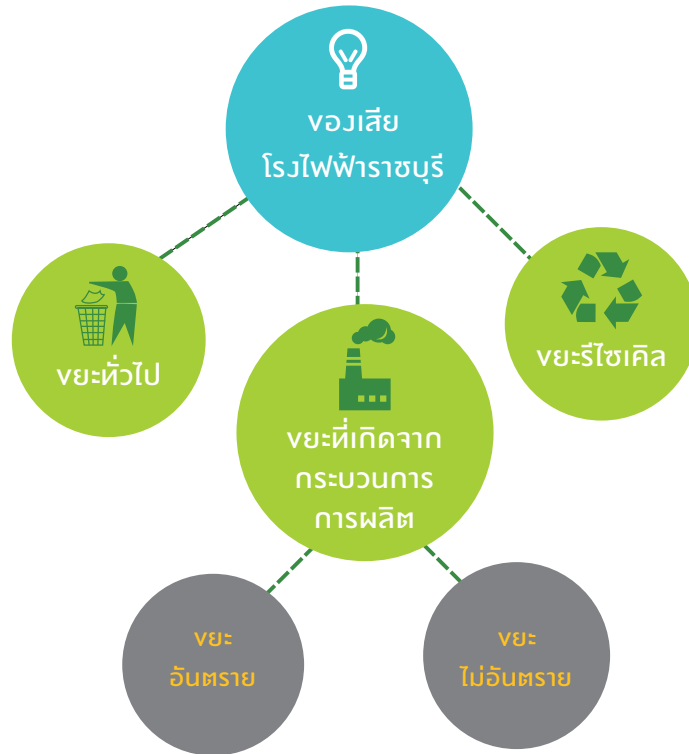 ของเสีย
โรงไฟฟ้าราชบุรี
ขยะทั่วไป
ขยะรีไซเคิล
ขยะที่เกิดจาก
กระบวนการ
การผลิต
ขยะ
อันตราย
ขยะ
ไม่อันตราย